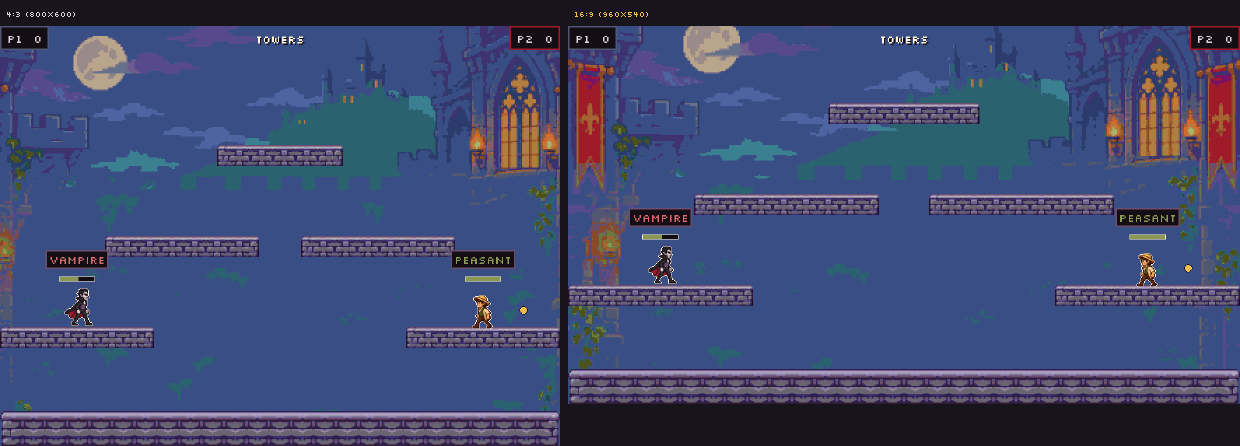 4:3 (800X600)
P1 0
TOWERS
P2 0
VAMPIRE
PEASANT
16:9 (960X540)
P1 0
TOWERS
P2 0
VAMPIRE
PEASANT